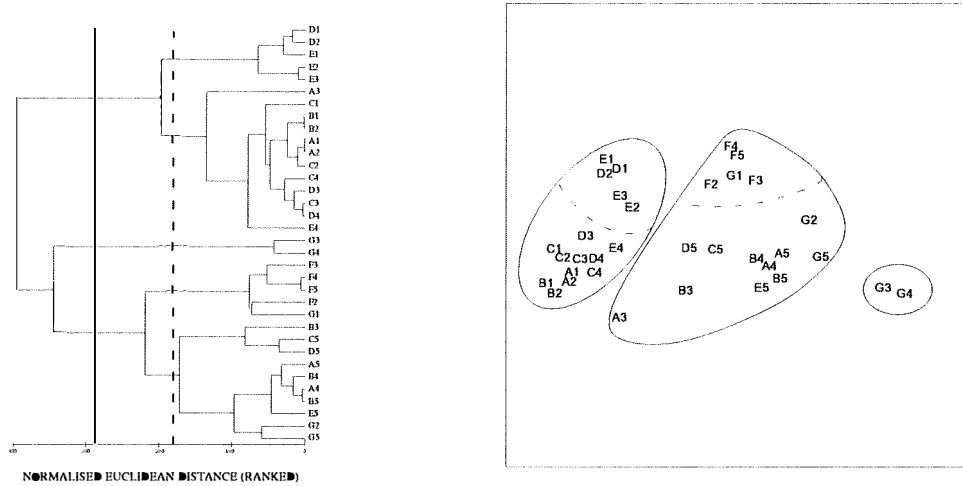 D1
D2
E1
E2
E3
A3
C1
B1
B2
A1
A2
C2
C4
D3
C3
D4
E4
G3
G4
F3
F4
F5
F2
G1
B3
C5
D5
A5
B4
A4
B5
E5
G2
G5
0
NORMALISED EUCLIDEAN DISTANCE (RANKED)
F4
F5
E1
D2 D1
G1
F2 F3
E3
E2
G2
D3
C1 E4
D5 C5
C2 C3 D4
B4 A5
A4
G5
A1 C4
B1 A2
B5
B2
B3
E5
G3 G4
A3